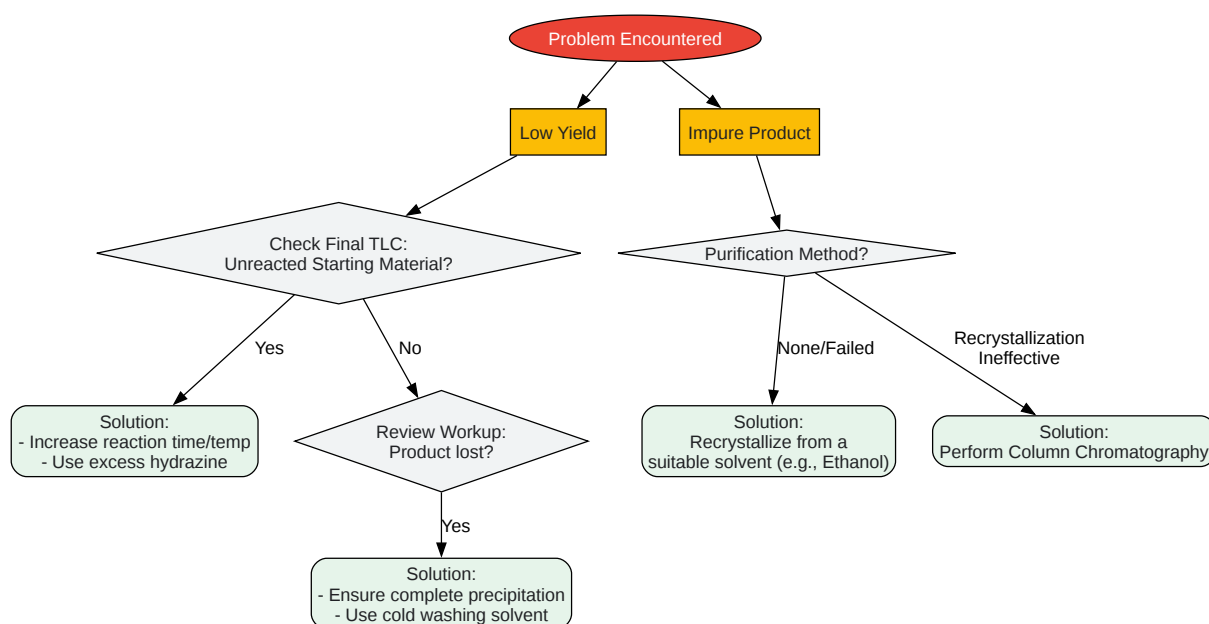 Problem Encountered
Low Yield
Impure Product
Check Final TLC:
Unreacted Starting Material?
Purification Method?
Yes
No
None/Failed
Recrystallization
Ineffective
Solution:
- Increase reaction time/temp
- Use excess hydrazine
Review Workup:
Product lost?
Solution:
Recrystallize from a
suitable solvent (e.g., Ethanol)
Solution:
Perform Column Chromatography
Yes
Solution:
- Ensure complete precipitation
- Use cold washing solvent